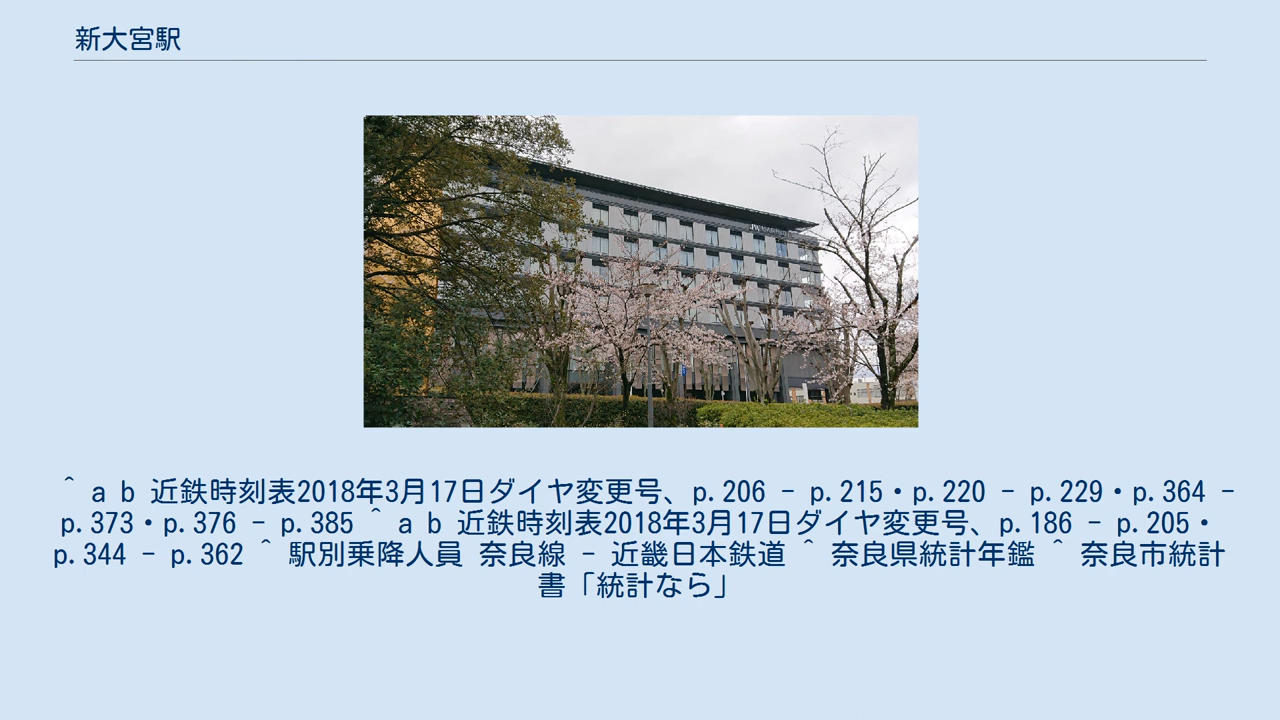 新大宮駅
^ a b 近鉄時刻表2018年3月17日ダイヤ変更号、p.206 - p.215・p.220 - p.229・p.364 -
p.373・p.376 - p.385 ^ a b 近鉄時刻表2018年3月17日ダイヤ変更号、p.186 - p.205・
p.344 - p.362 ^ 駅別乗降人員 奈良線 - 近畿日本鉄道 ^ 奈良県統計年鑑 ^ 奈良市統計
書「統計なら」